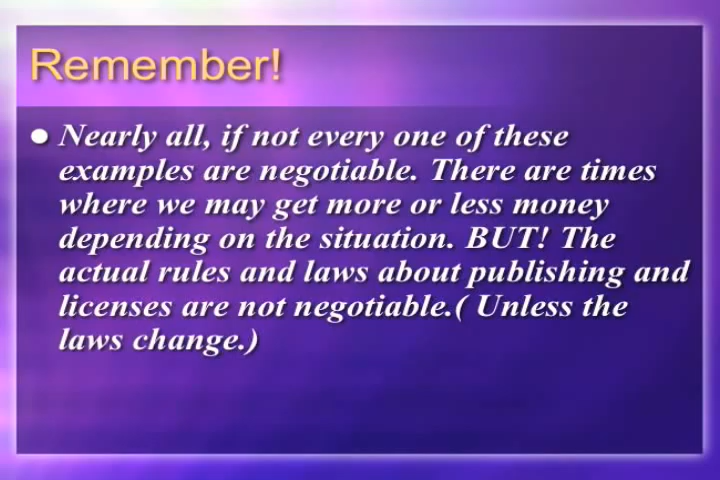 Remember!
● Nearly all, if not every one of these
examples are negotiable. There are times
where we may get more or less money
depending on the situation. BUT! The
actual rules and laws about publishing and
licenses are not negotiable.( Unless the
laws change.)